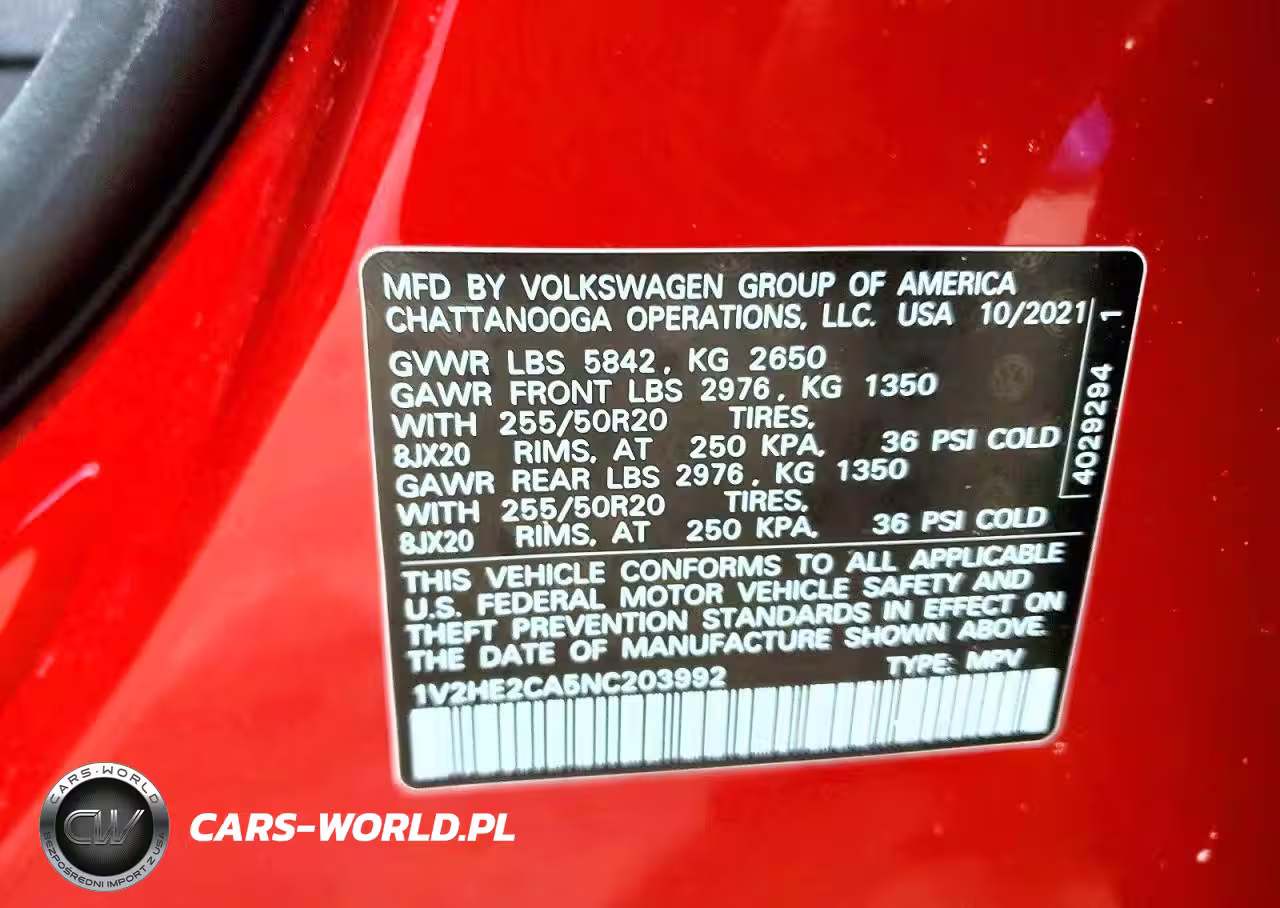 MFD BY VOLKSWAGEN GROUP OF AMERICA
CHATTANOOGA OPERATIONS, LLC. USA 10/2021
GVWR LBS 5842, KG 2650
GAWR FRONT LBS 2976, KG 1350
WITH 255/50R20 TIRES,
8JX20 RIMS, AT 250 KPA, 36 PSI COLD
GAWR REAR LBS 2976, KG 1350
WITH 255/50R20 TIRES,
8JX20 RIMS, AT 250 KPA, 36 PSI COLD
4029294 1
THIS VEHICLE CONFORMS TO ALL APPLICABLE
U.S. FEDERAL MOTOR VEHICLE SAFETY AND
THEFT PREVENTION STANDARDS IN EFFECT ON
THE DATE OF MANUFACTURE SHOWN ABOVE
TYPE: MPV
CARS-WORLD
CW
BEZPOŚREDNI IMPORT Z USA
CARS-WORLD.PL